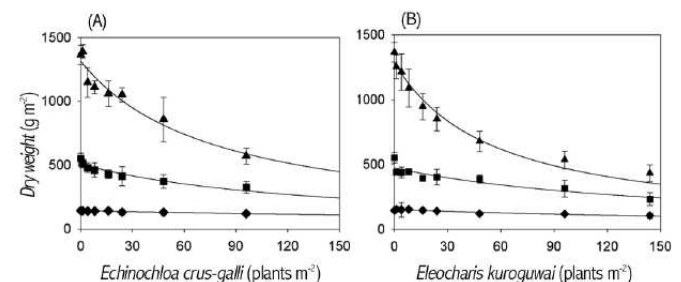 (A)
(B)
Dry weight (g m-2)
1500
1000
500
0
0 30 60 90 120 150
Echinochloa crus-galli (plants m-2)
1500
1000
500
0
0 30 60 90 120 150
Eleocharis kuroguwai (plants m-2)